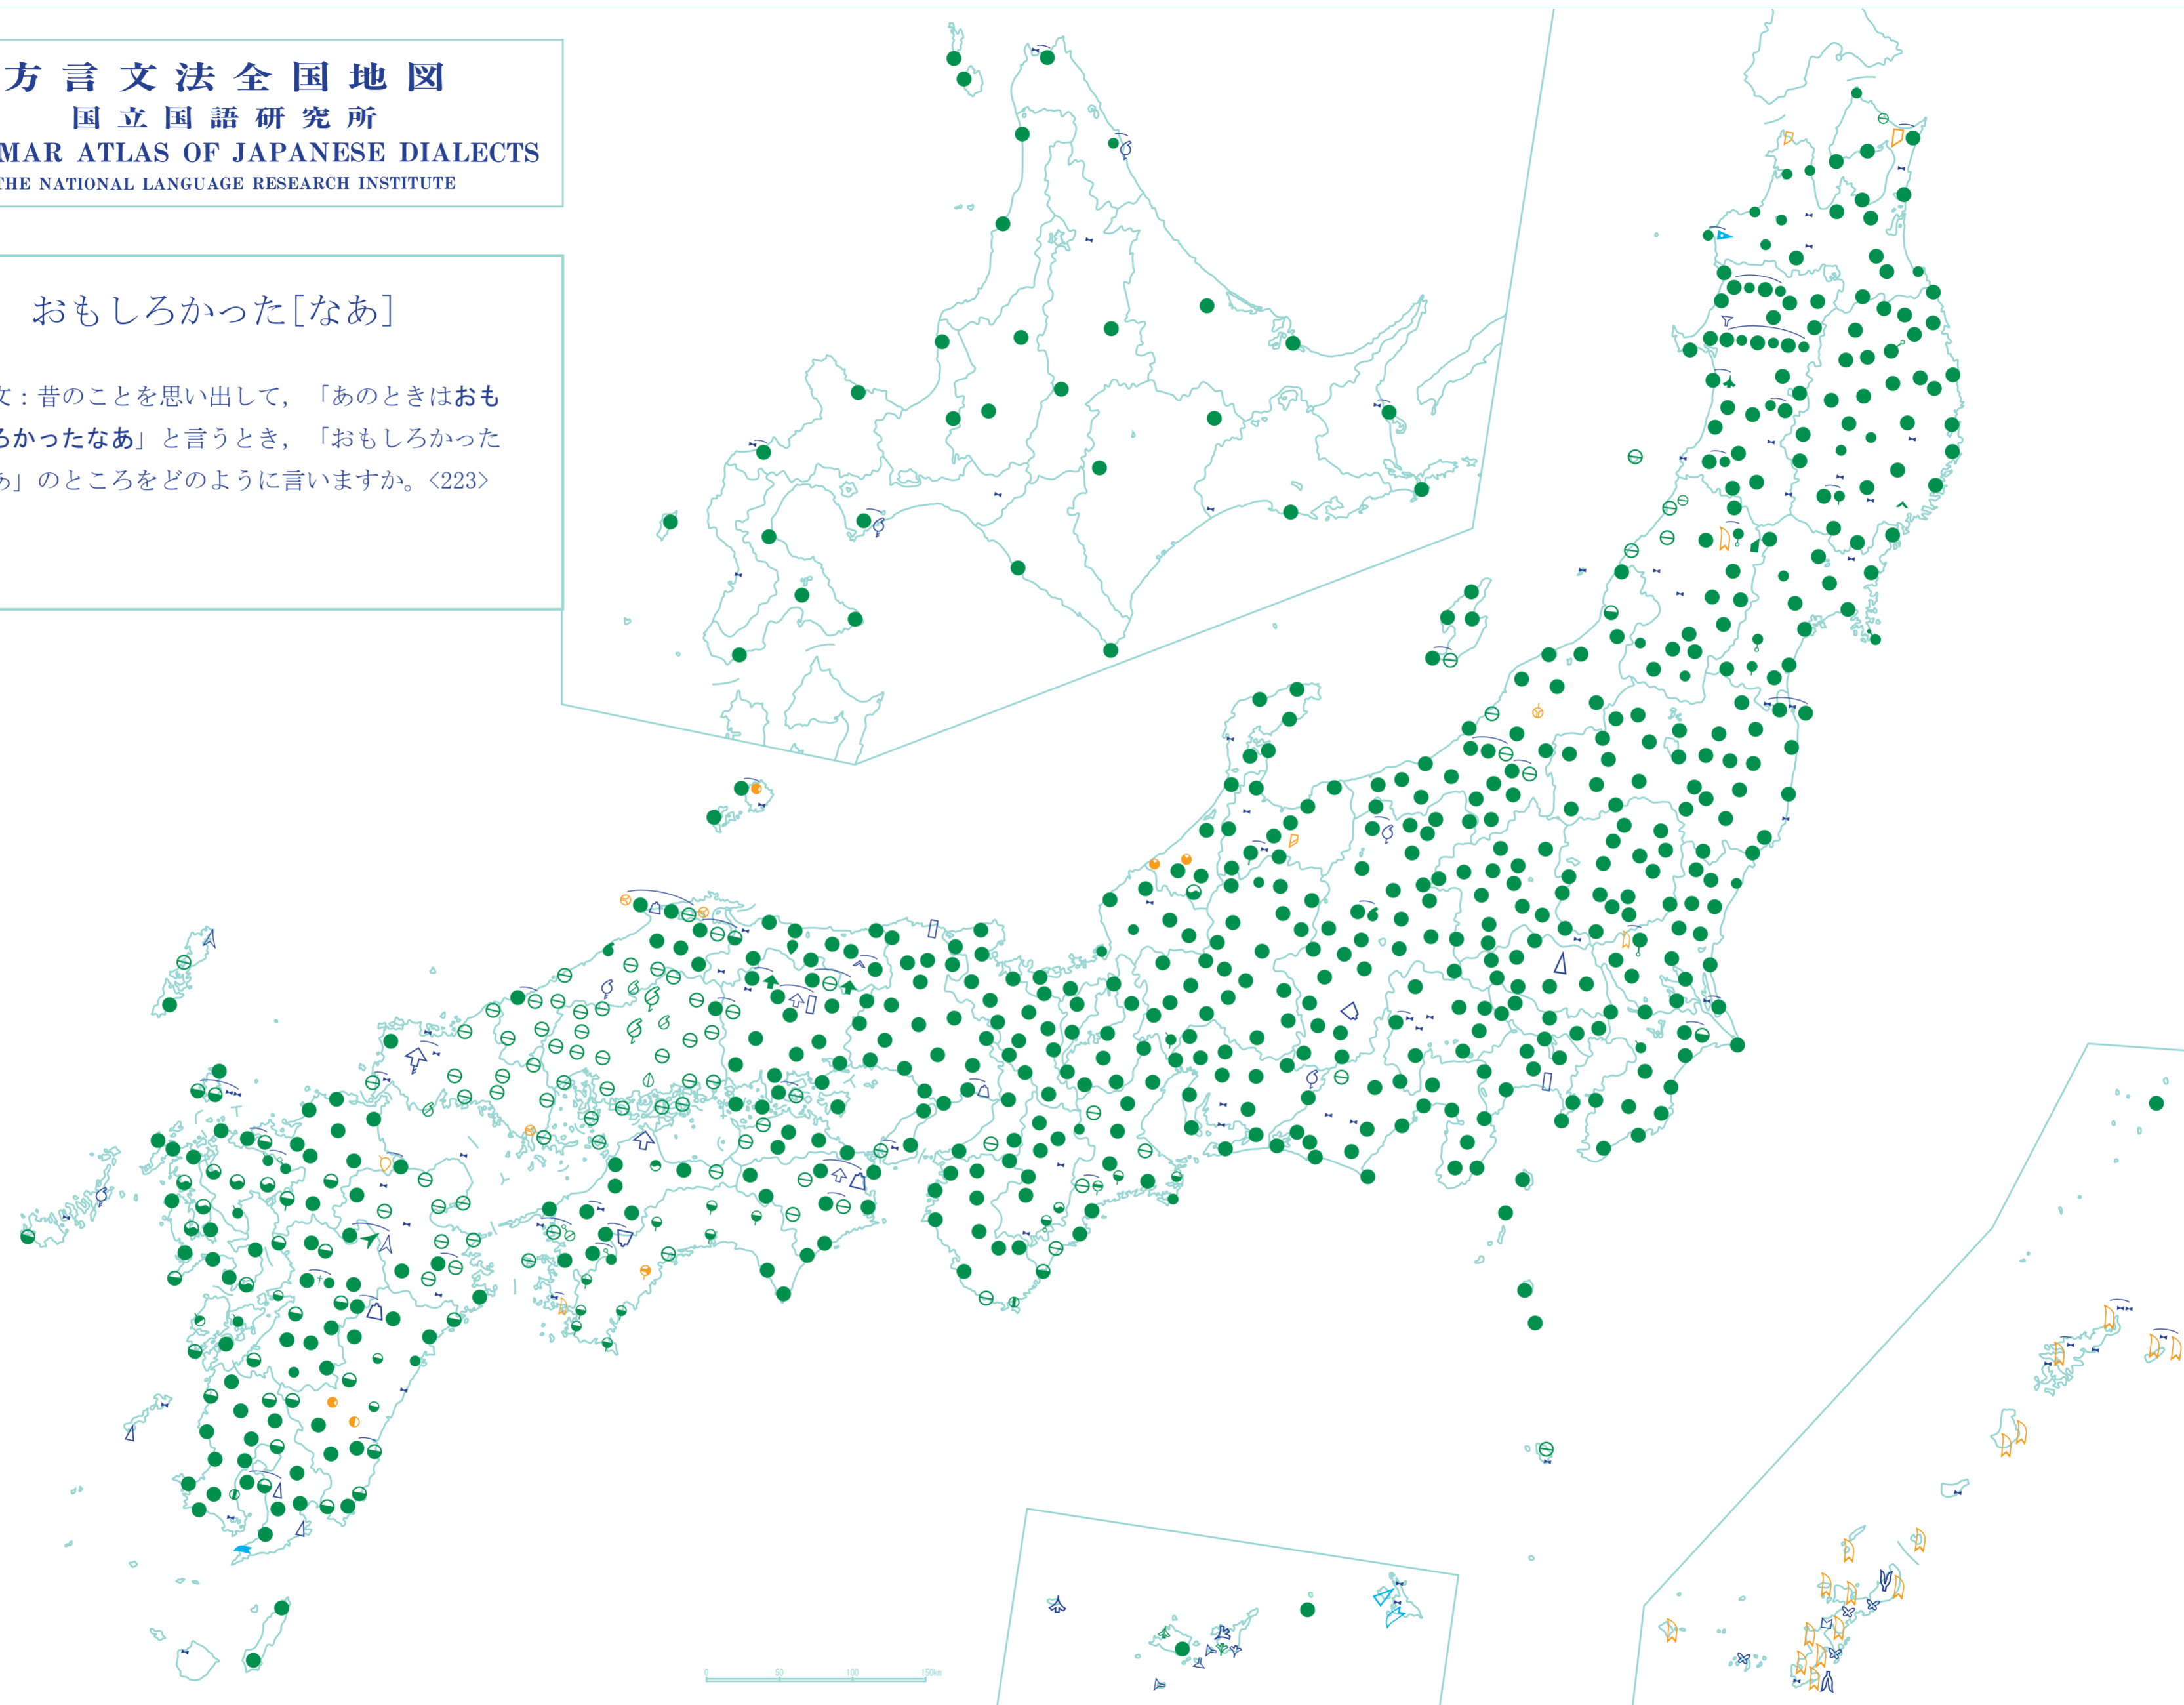 方言文法全国地図
国立国語研究所
MAR ATLAS OF JAPANESE DIALECTS
THE NATIONAL LANGUAGE RESEARCH INSTITUTE
おもしろかった[なあ]
文：昔のことを思い出して，「あのときはおも
ろかったなあ」と言うとき，「おもしろかった
あ」のところをどのように言いますか。〈223〉
0 50 100 150km